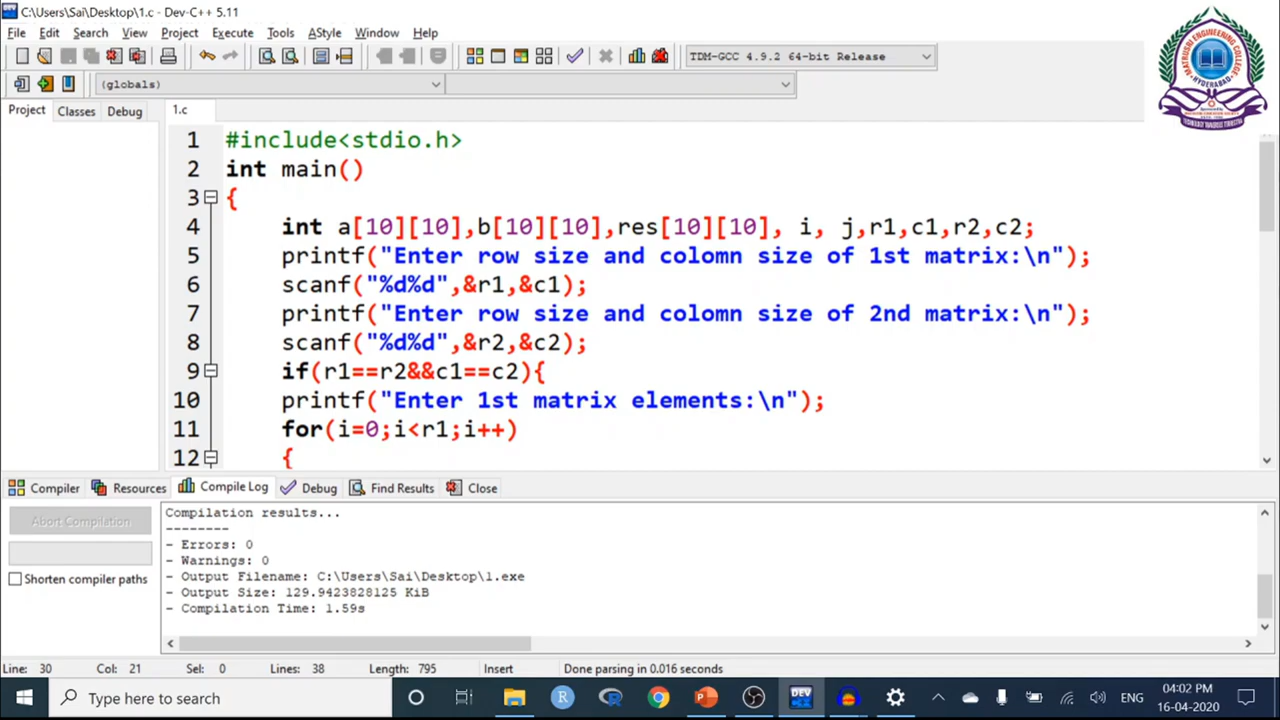 C:\Users\Sai\Desktop\1.c - Dev-C++ 5.11
File Edit Search View Project Execute Tools AStyle Window Help
TDM-GCC 4.9.2 64-bit Release
(globals)
Project Classes Debug 1.c
1 #include<stdio.h>
2 int main()
3 {
4 int a[10][10],b[10][10],res[10][10], i, j,r1,c1,r2,c2;
5 printf("Enter row size and colomn size of 1st matrix:\n");
6 scanf("%d%d",&r1,&c1);
7 printf("Enter row size and colomn size of 2nd matrix:\n");
8 scanf("%d%d",&r2,&c2);
9 if(r1==r2&&c1==c2){
10 printf("Enter 1st matrix elements:\n");
11 for(i=0;i<r1;i++)
12 {
Compiler Resources Compile Log Debug Find Results Close
Abort Compilation
Shorten compiler paths
Compilation results...
--------
- Errors: 0
- Warnings: 0
- Output Filename: C:\Users\Sai\Desktop\1.exe
- Output Size: 129.9423828125 KiB
- Compilation Time: 1.59s
Line: 30 Col: 21 Sel: 0 Lines: 38 Length: 795 Insert Done parsing in 0.016 seconds
Type here to search
R
R
DEV
ENG
04:02 PM
16-04-2020
MATRUSRI ENGINEERING COLLEGE
HYDERABAD